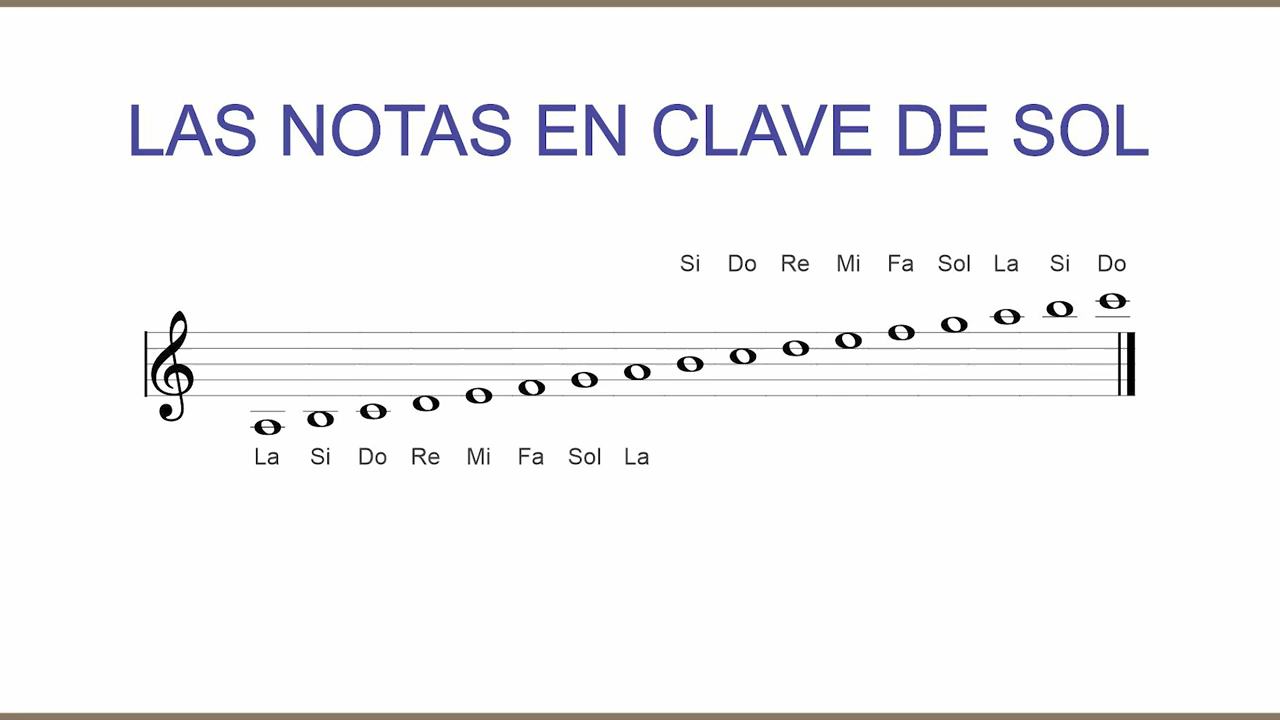 LAS NOTAS EN CLAVE DE SOL
Si Do Re Mi Fa Sol La Si Do
La Si Do Re Mi Fa Sol La